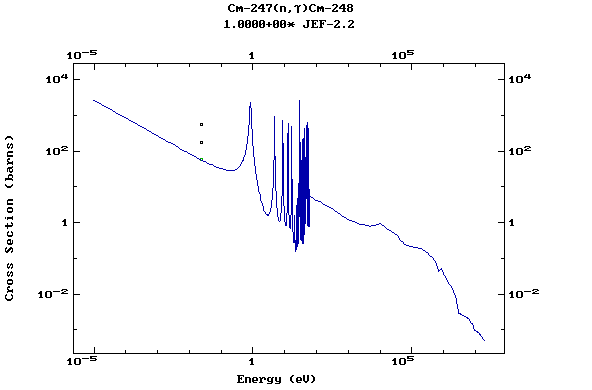 Cm-247(n,γ)Cm-248
1.0000+00* JEF-2.2
10⁻⁵ 1 10⁵
10⁴ 10⁴
10² 10²
1 1
10⁻² 10⁻²
10⁻⁵ 1 10⁵
Cross Section (barns)
Energy (eV)